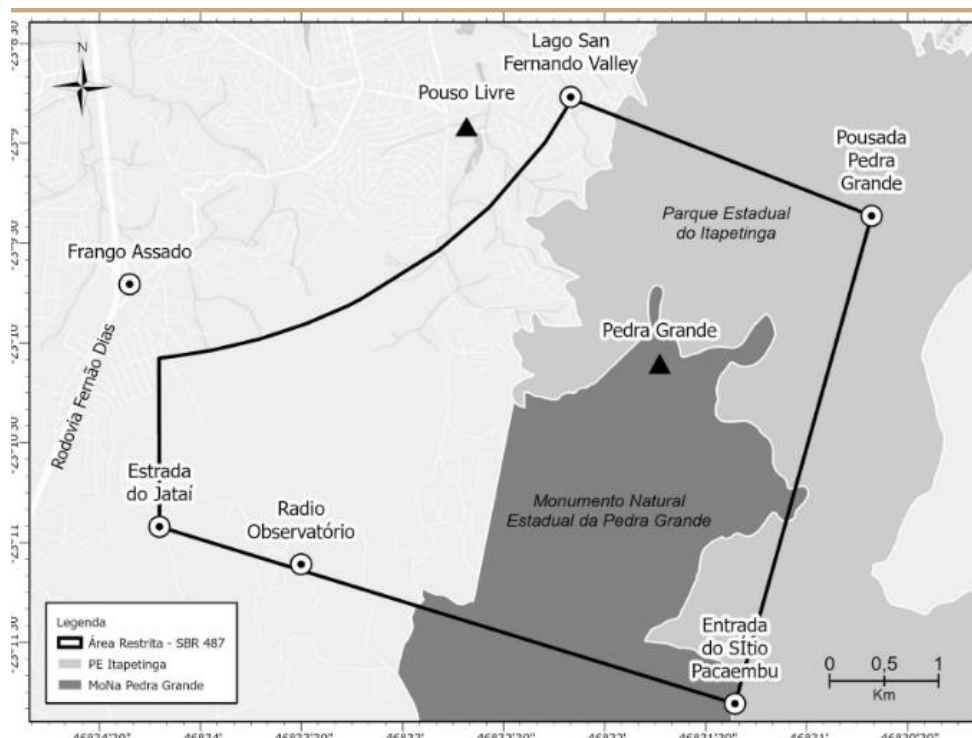 N
Lago San
Fernando Valley
Pouso Livre
Pousada
Pedra
Grande
Parque Estadual
do Itapetinga
Frango Assado
Pedra Grande
Rodovia Fernão Dias
Estrada
do Jataí
Radio
Observatório
Monumento Natural
Estadual da Pedra Grande
Entrada
do SÍtio
Pacaembu
Legenda
Área Restrita - SBR 487
PE Itapetinga
MoNa Pedra Grande
0 0,5 1
Km